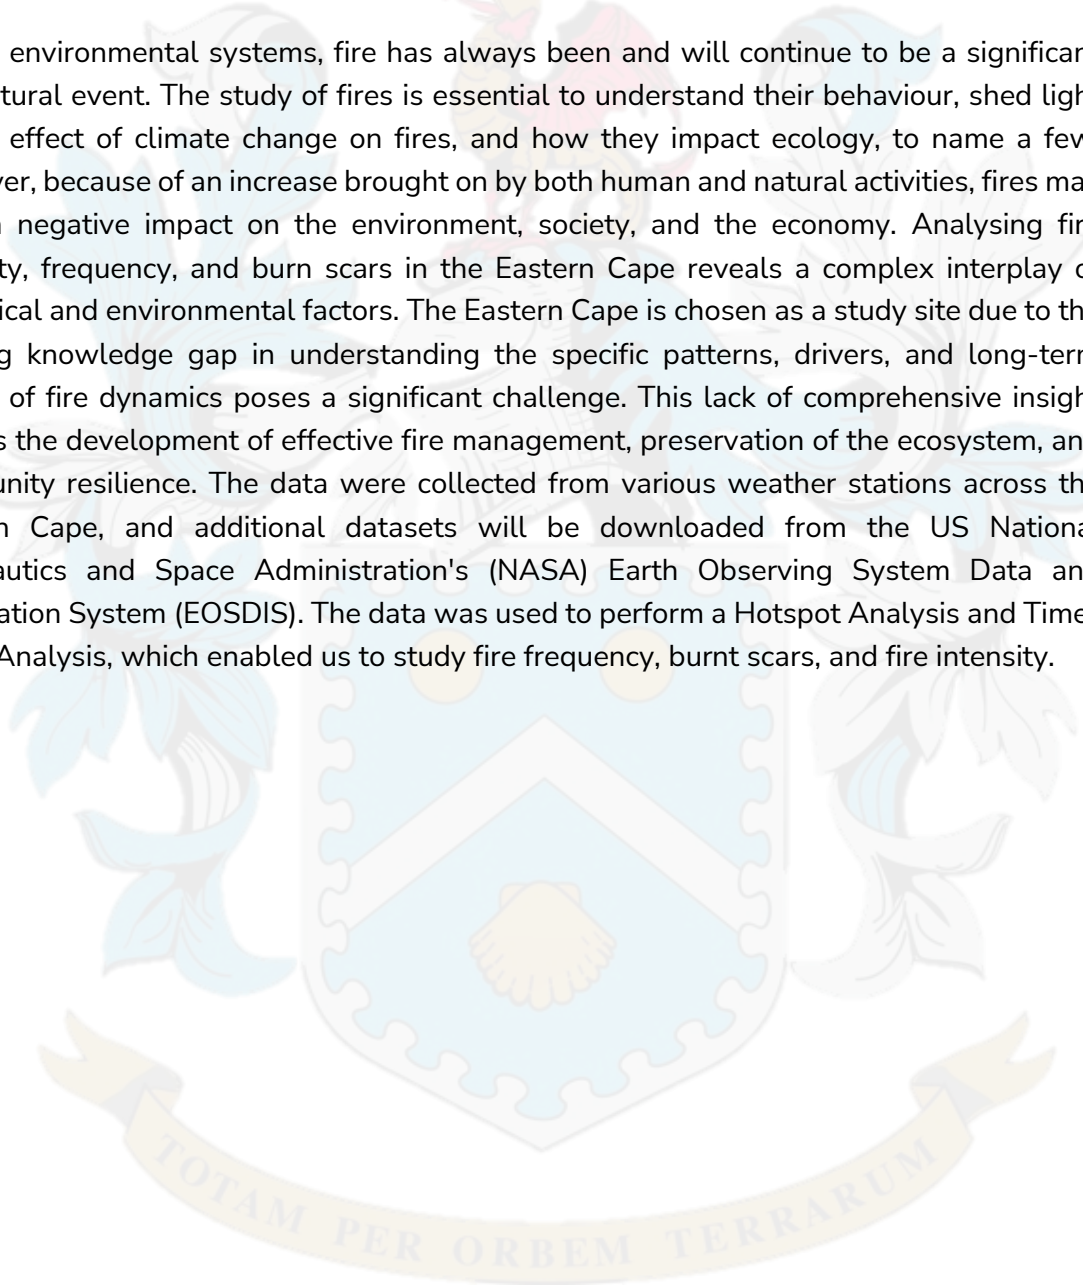 environmental systems, fire has always been and will continue to be a significan
tural event. The study of fires is essential to understand their behaviour, shed ligh
effect of climate change on fires, and how they impact ecology, to name a few
ver, because of an increase brought on by both human and natural activities, fires ma
negative impact on the environment, society, and the economy. Analysing fir
ty, frequency, and burn scars in the Eastern Cape reveals a complex interplay o
ical and environmental factors. The Eastern Cape is chosen as a study site due to th
g knowledge gap in understanding the specific patterns, drivers, and long-term
of fire dynamics poses a significant challenge. This lack of comprehensive insigh
s the development of effective fire management, preservation of the ecosystem, an
unity resilience. The data were collected from various weather stations across th
n Cape, and additional datasets will be downloaded from the US Nationa
autics and Space Administration's (NASA) Earth Observing System Data an
ation System (EOSDIS). The data was used to perform a Hotspot Analysis and Time
Analysis, which enabled us to study fire frequency, burnt scars, and fire intensity.
TOTAM PER ORBEM TERRARUM